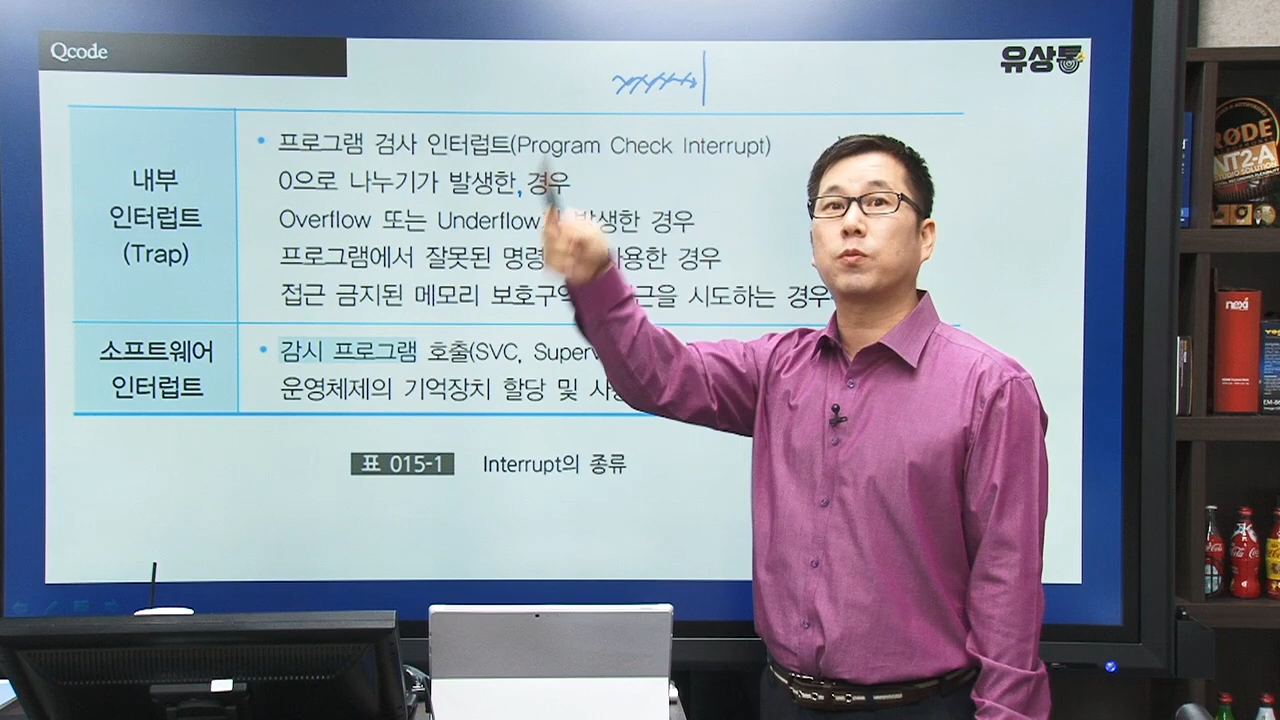 Qcode
유상통
내부
인터럽트
(Trap)
• 프로그램 검사 인터럽트(Program Check Interrupt)
0으로 나누기가 발생한 경우
Overflow 또는 Underflow 발생한 경우
프로그램에서 잘못된 명령 사용한 경우
접근 금지된 메모리 보호구역 접근을 시도하는 경우
소프트웨어
인터럽트
• 감시 프로그램 호출(SVC,
운영체제의 기억장치 할당 및
표 015-1 Interrupt의 종류
RØDE
NT2-A
nexi
Coca-Cola